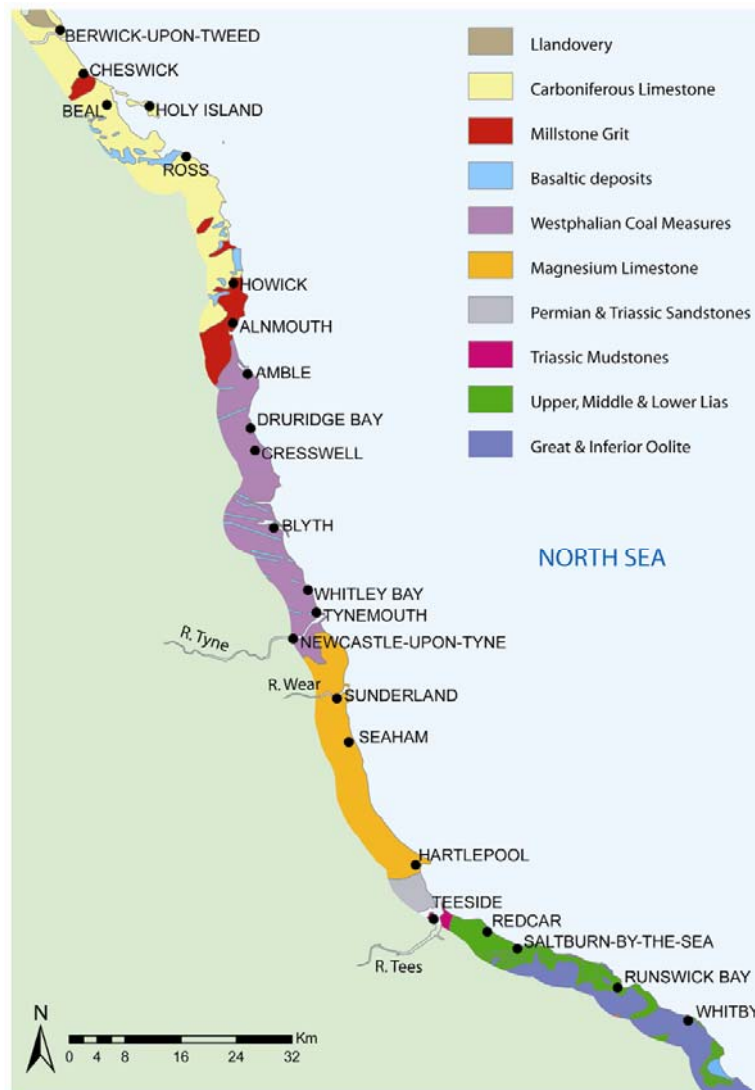 BERWICK-UPON-TWEED
CHESWICK
BEAL
HOLY ISLAND
ROSS
HOWICK
ALNMOUTH
AMBLE
DRURIDGE BAY
CRESSWELL
BLYTH
WHITLEY BAY
TYNEMOUTH
R. Tyne
NEWCASTLE-UPON-TYNE
R. Wear
SUNDERLAND
SEAHAM
HARTLEPOOL
TEESIDE
REDCAR
SALTBURN-BY-THE-SEA
R. Tees
RUNSWICK BAY
WHITBY
Llandovery
Carboniferous Limestone
Millstone Grit
Basaltic deposits
Westphalian Coal Measures
Magnesium Limestone
Permian & Triassic Sandstones
Triassic Mudstones
Upper, Middle & Lower Lias
Great & Inferior Oolite
NORTH SEA
N
Km
0 4 8 16 24 32